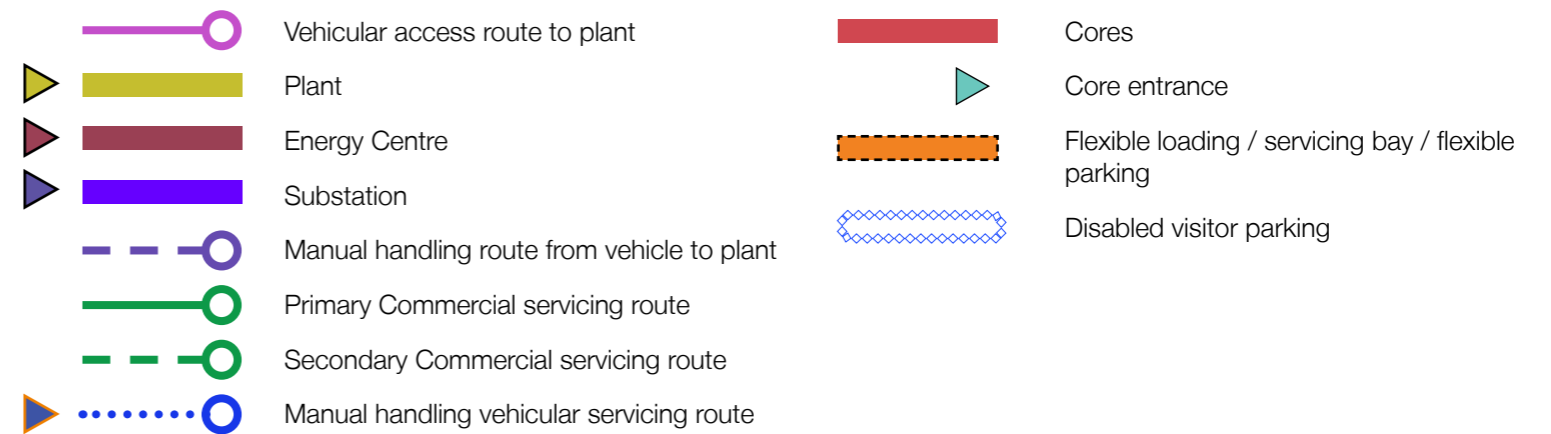 Vehicular access route to plant
Plant
Energy Centre
Substation
Manual handling route from vehicle to plant
Primary Commercial servicing route
Secondary Commercial servicing route
Manual handling vehicular servicing route
Cores
Core entrance
Flexible loading / servicing bay / flexible
parking
Disabled visitor parking